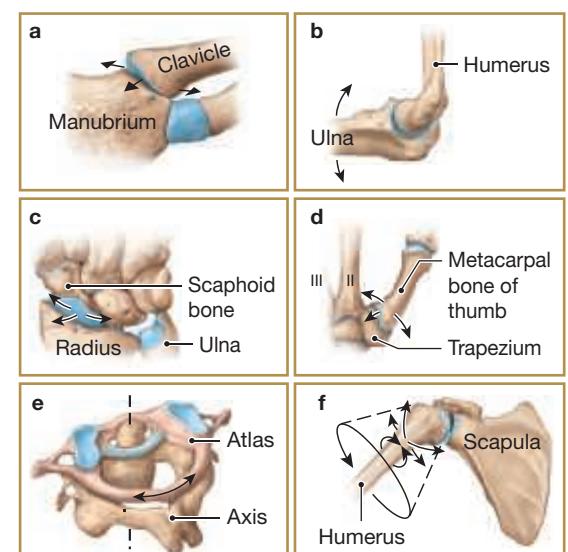 a
Clavicle
Manubrium
b
Humerus
Ulna
c
Scaphoid
bone
Radius
Ulna
d
III
II
Metacarpal
bone of
thumb
Trapezium
e
Atlas
Axis
f
Scapula
Humerus